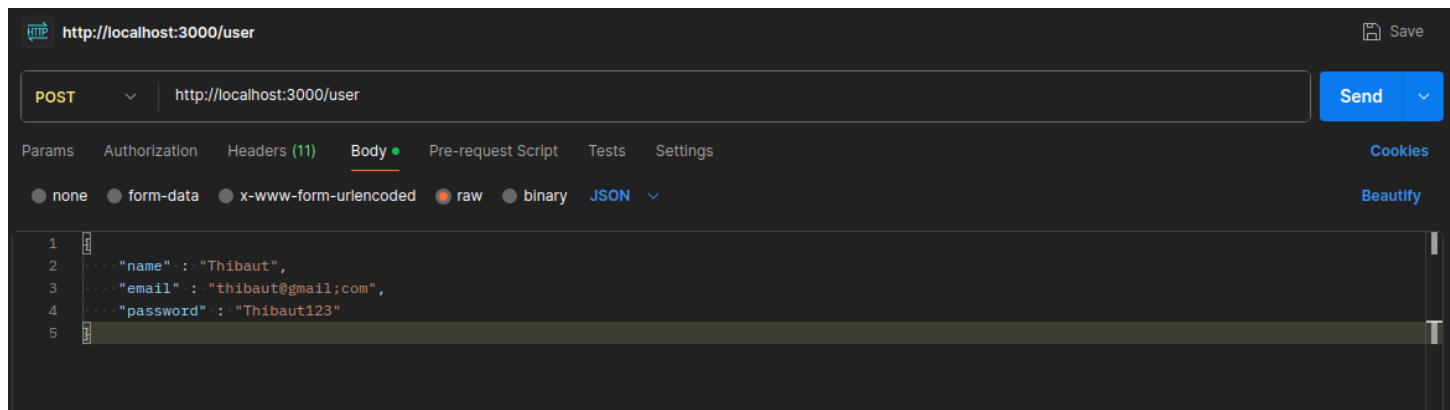 HTTP http://localhost:3000/user Save
POST http://localhost:3000/user Send
Params Authorization Headers (11) Body Pre-request Script Tests Settings Cookies
none form-data x-www-form-urlencoded raw binary JSON Beautify
1 {
2 ····"name"·:·"Thibaut",
3 ····"email"·:·"thibaut@gmail;com",
4 ····"password"·:·"Thibaut123"
5 }